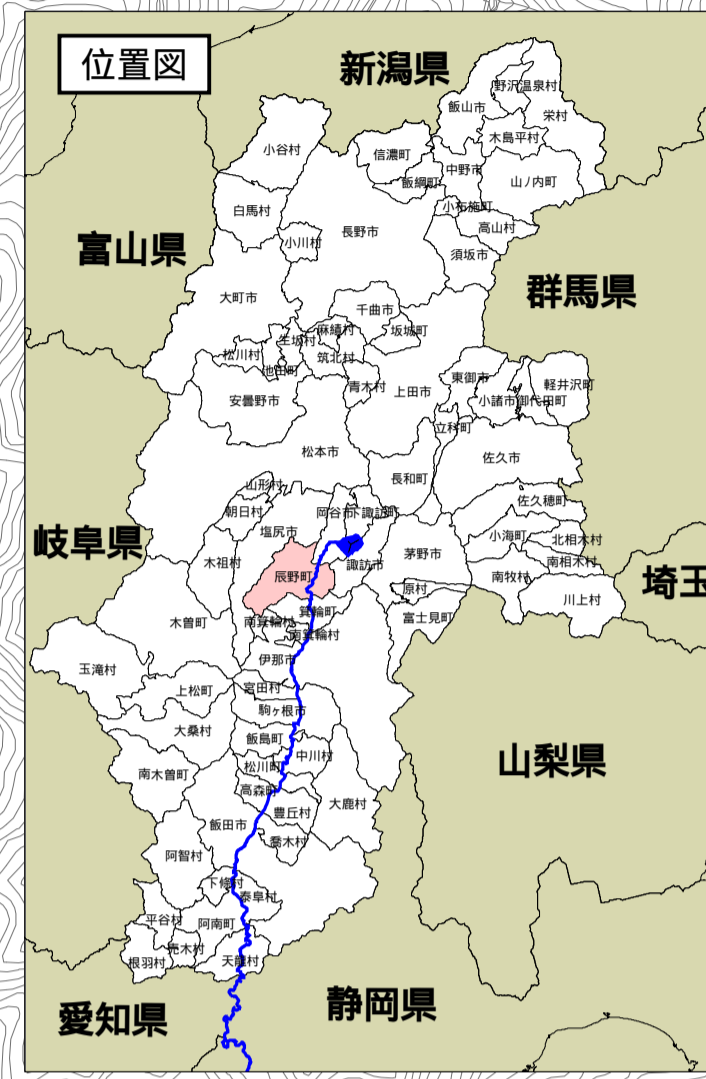 位置図
新潟県
野沢温泉村
飯山市
栄村
木島平村
小谷村
信濃町
中野市
飯綱町
山ノ内町
白馬村
小布施町
高山村
長野市
小川村
富山県
須坂市
群馬県
大町市
千曲市
麻績村
坂城町
生坂村
松川村
筑北村
池田町
東御市
軽井沢町
青木村
上田市
安曇野市
小諸市
御代田町
立科町
松本市
佐久市
長和町
山形村
佐久穂町
朝日村
岡谷市
下諏訪町
塩尻市
小海町
北相木村
岐阜県
茅野市
南相木村
木祖村
諏訪市
辰野町
南牧村
埼玉
原村
川上村
箕輪町
富士見町
木曽町
南箕輪村
南箕輪村
伊那市
玉滝村
上松町
宮田村
駒ヶ根市
大桑村
飯島町
中川村
山梨県
松川町
南木曽町
高森町
大鹿村
豊丘村
飯田市
喬木村
阿智村
下條村
泰阜村
平谷村
阿南町
売木村
根羽村
天龍村
静岡県
愛知県